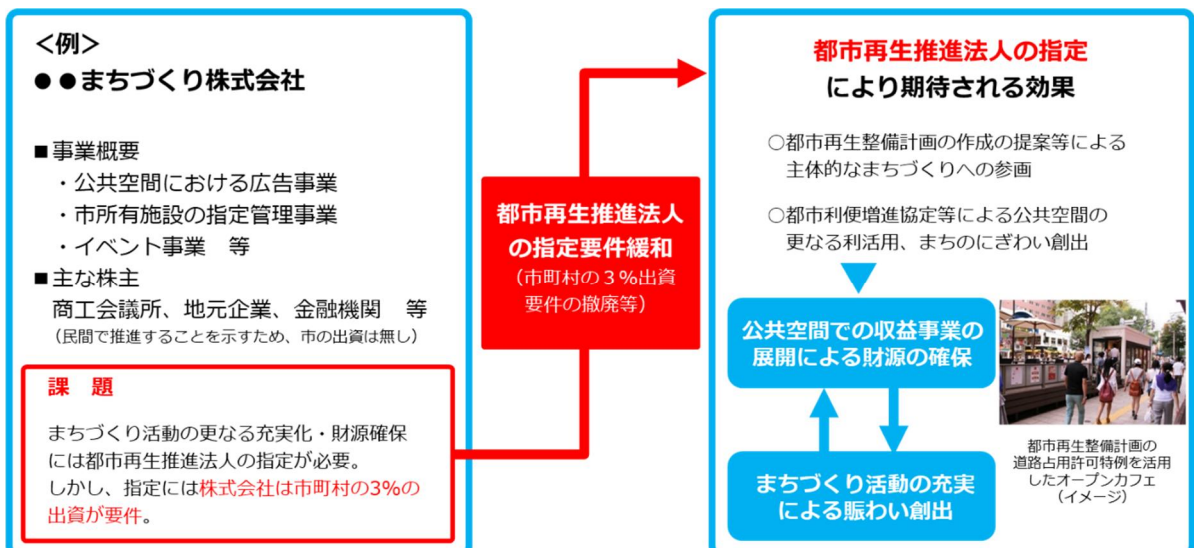 <例>
●●まちづくり株式会社
■事業概要
・公共空間における広告事業
・市所有施設の指定管理事業
・イベント事業　等
■主な株主
商工会議所、地元企業、金融機関　等
（民間で推進することを示すため、市の出資は無し）
課　題
まちづくり活動の更なる充実化・財源確保
には都市再生推進法人の指定が必要。
しかし、指定には株式会社は市町村の3%の
出資が要件。
都市再生推進法人
の指定要件緩和
（市町村の３％出資
要件の撤廃等）
都市再生推進法人の指定
により期待される効果
○都市再生整備計画の作成の提案等による
主体的なまちづくりへの参画
○都市利便増進協定等による公共空間の
更なる利活用、まちのにぎわい創出
公共空間での収益事業の
展開による財源の確保
まちづくり活動の充実
による賑わい創出
都市再生整備計画の
道路占用許可特例を活用
したオープンカフェ
（イメージ）